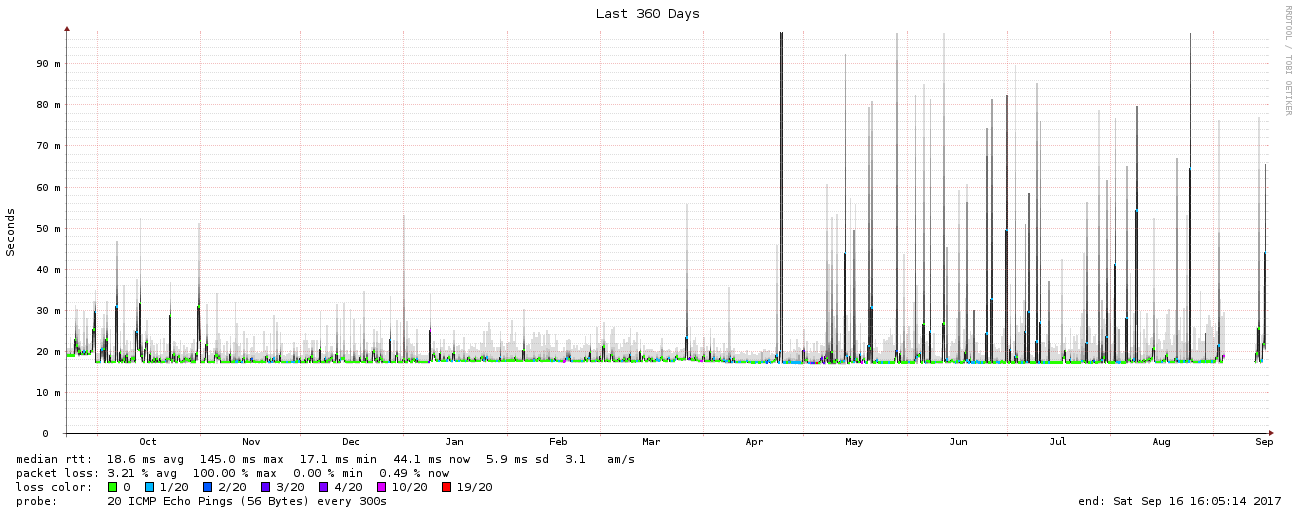 Last 360 Days
RRDTOOL / TOBI OETIKER
Seconds
90 m
80 m
70 m
60 m
50 m
40 m
30 m
20 m
10 m
0
Oct Nov Dec Jan Feb Mar Apr May Jun Jul Aug Sep
median rtt: 18.6 ms avg 145.0 ms max 17.1 ms min 44.1 ms now 5.9 ms sd 3.1 am/s
packet loss: 3.21 % avg 100.00 % max 0.00 % min 0.49 % now
loss color: 0 1/20 2/20 3/20 4/20 10/20 19/20
probe: 20 ICMP Echo Pings (56 Bytes) every 300s end: Sat Sep 16 16:05:14 2017